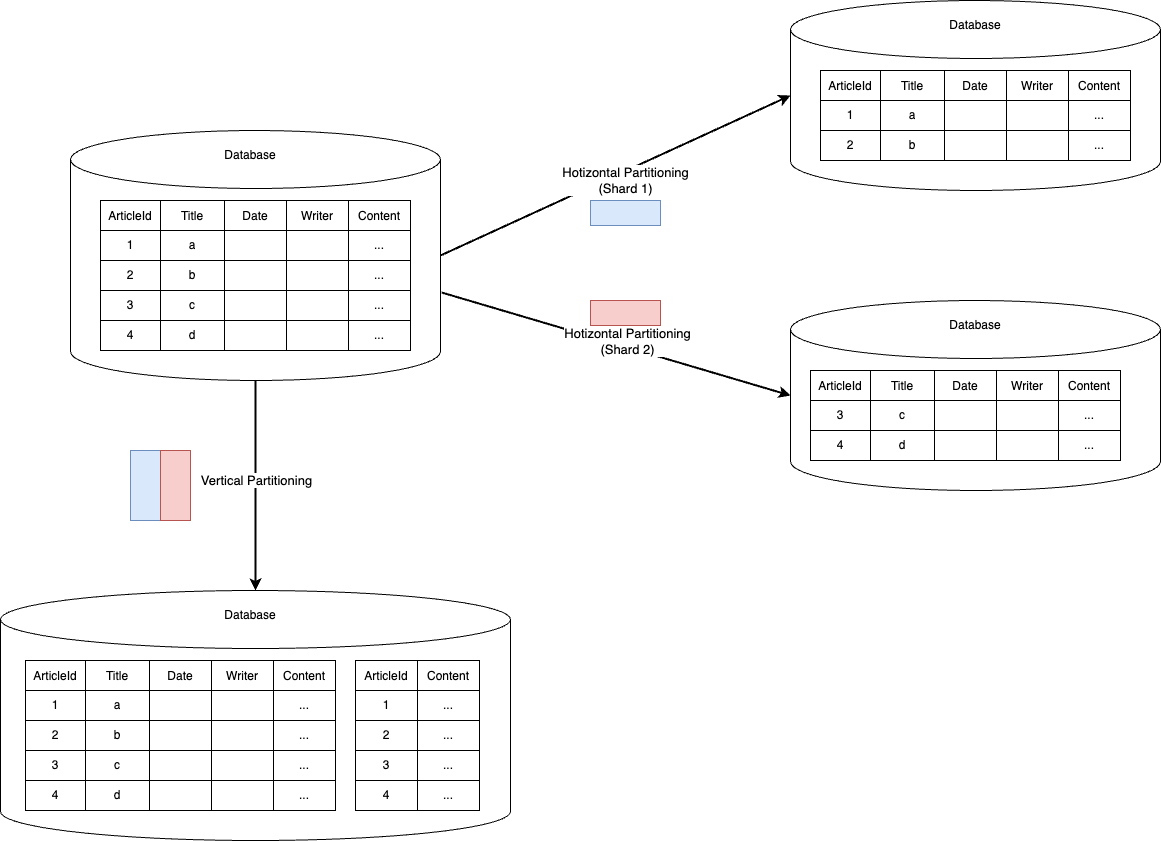 Database
ArticleId Title Date Writer Content
1 a ...
2 b ...
Hotizontal Partitioning
(Shard 1)
Database
ArticleId Title Date Writer Content
1 a ...
2 b ...
3 c ...
4 d ...
Hotizontal Partitioning
(Shard 2)
Database
ArticleId Title Date Writer Content
3 c ...
4 d ...
Vertical Partitioning
Database
ArticleId Title Date Writer Content ArticleId Content
1 a ... 1 ...
2 b ... 2 ...
3 c ... 3 ...
4 d ... 4 ...